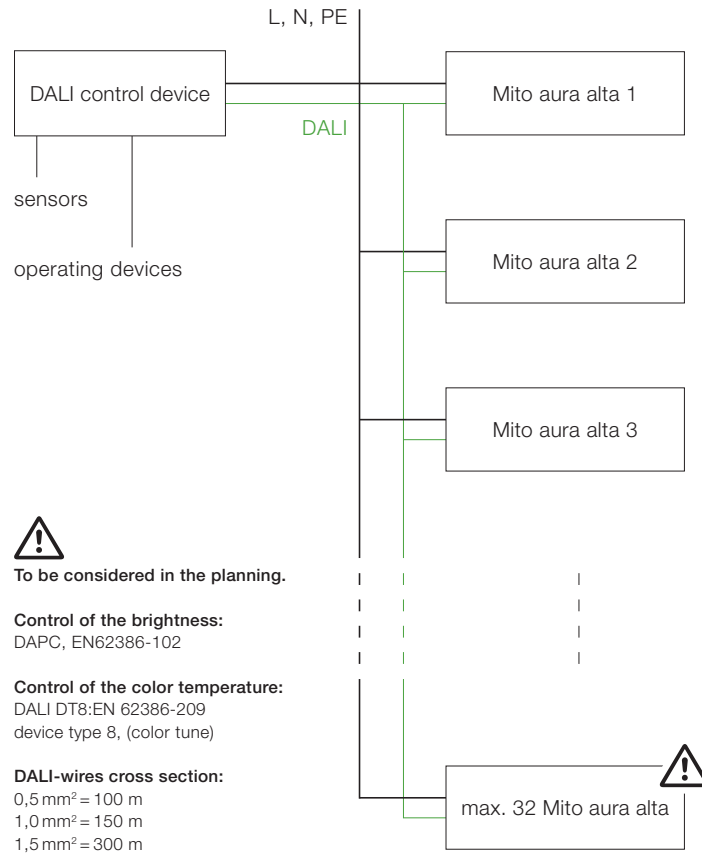 L, N, PE
DALI control device
Mito aura alta 1
DALI
sensors
Mito aura alta 2
operating devices
Mito aura alta 3
To be considered in the planning.
Control of the brightness:
DAPC, EN62386-102
Control of the color temperature:
DALI DT8:EN 62386-209
device type 8, (color tune)
DALI-wires cross section:
0,5 mm² = 100 m
1,0 mm² = 150 m
1,5 mm² = 300 m
max. 32 Mito aura alta